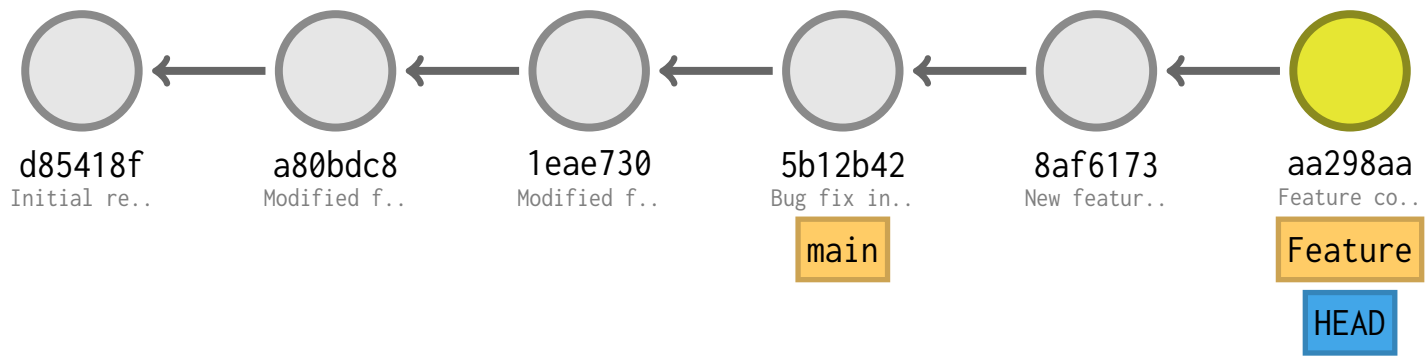 d85418f a80bdc8 1eae730 5b12b42 8af6173 aa298aa
Initial re.. Modified f.. Modified f.. Bug fix in.. New featur.. Feature co..
main Feature
HEAD